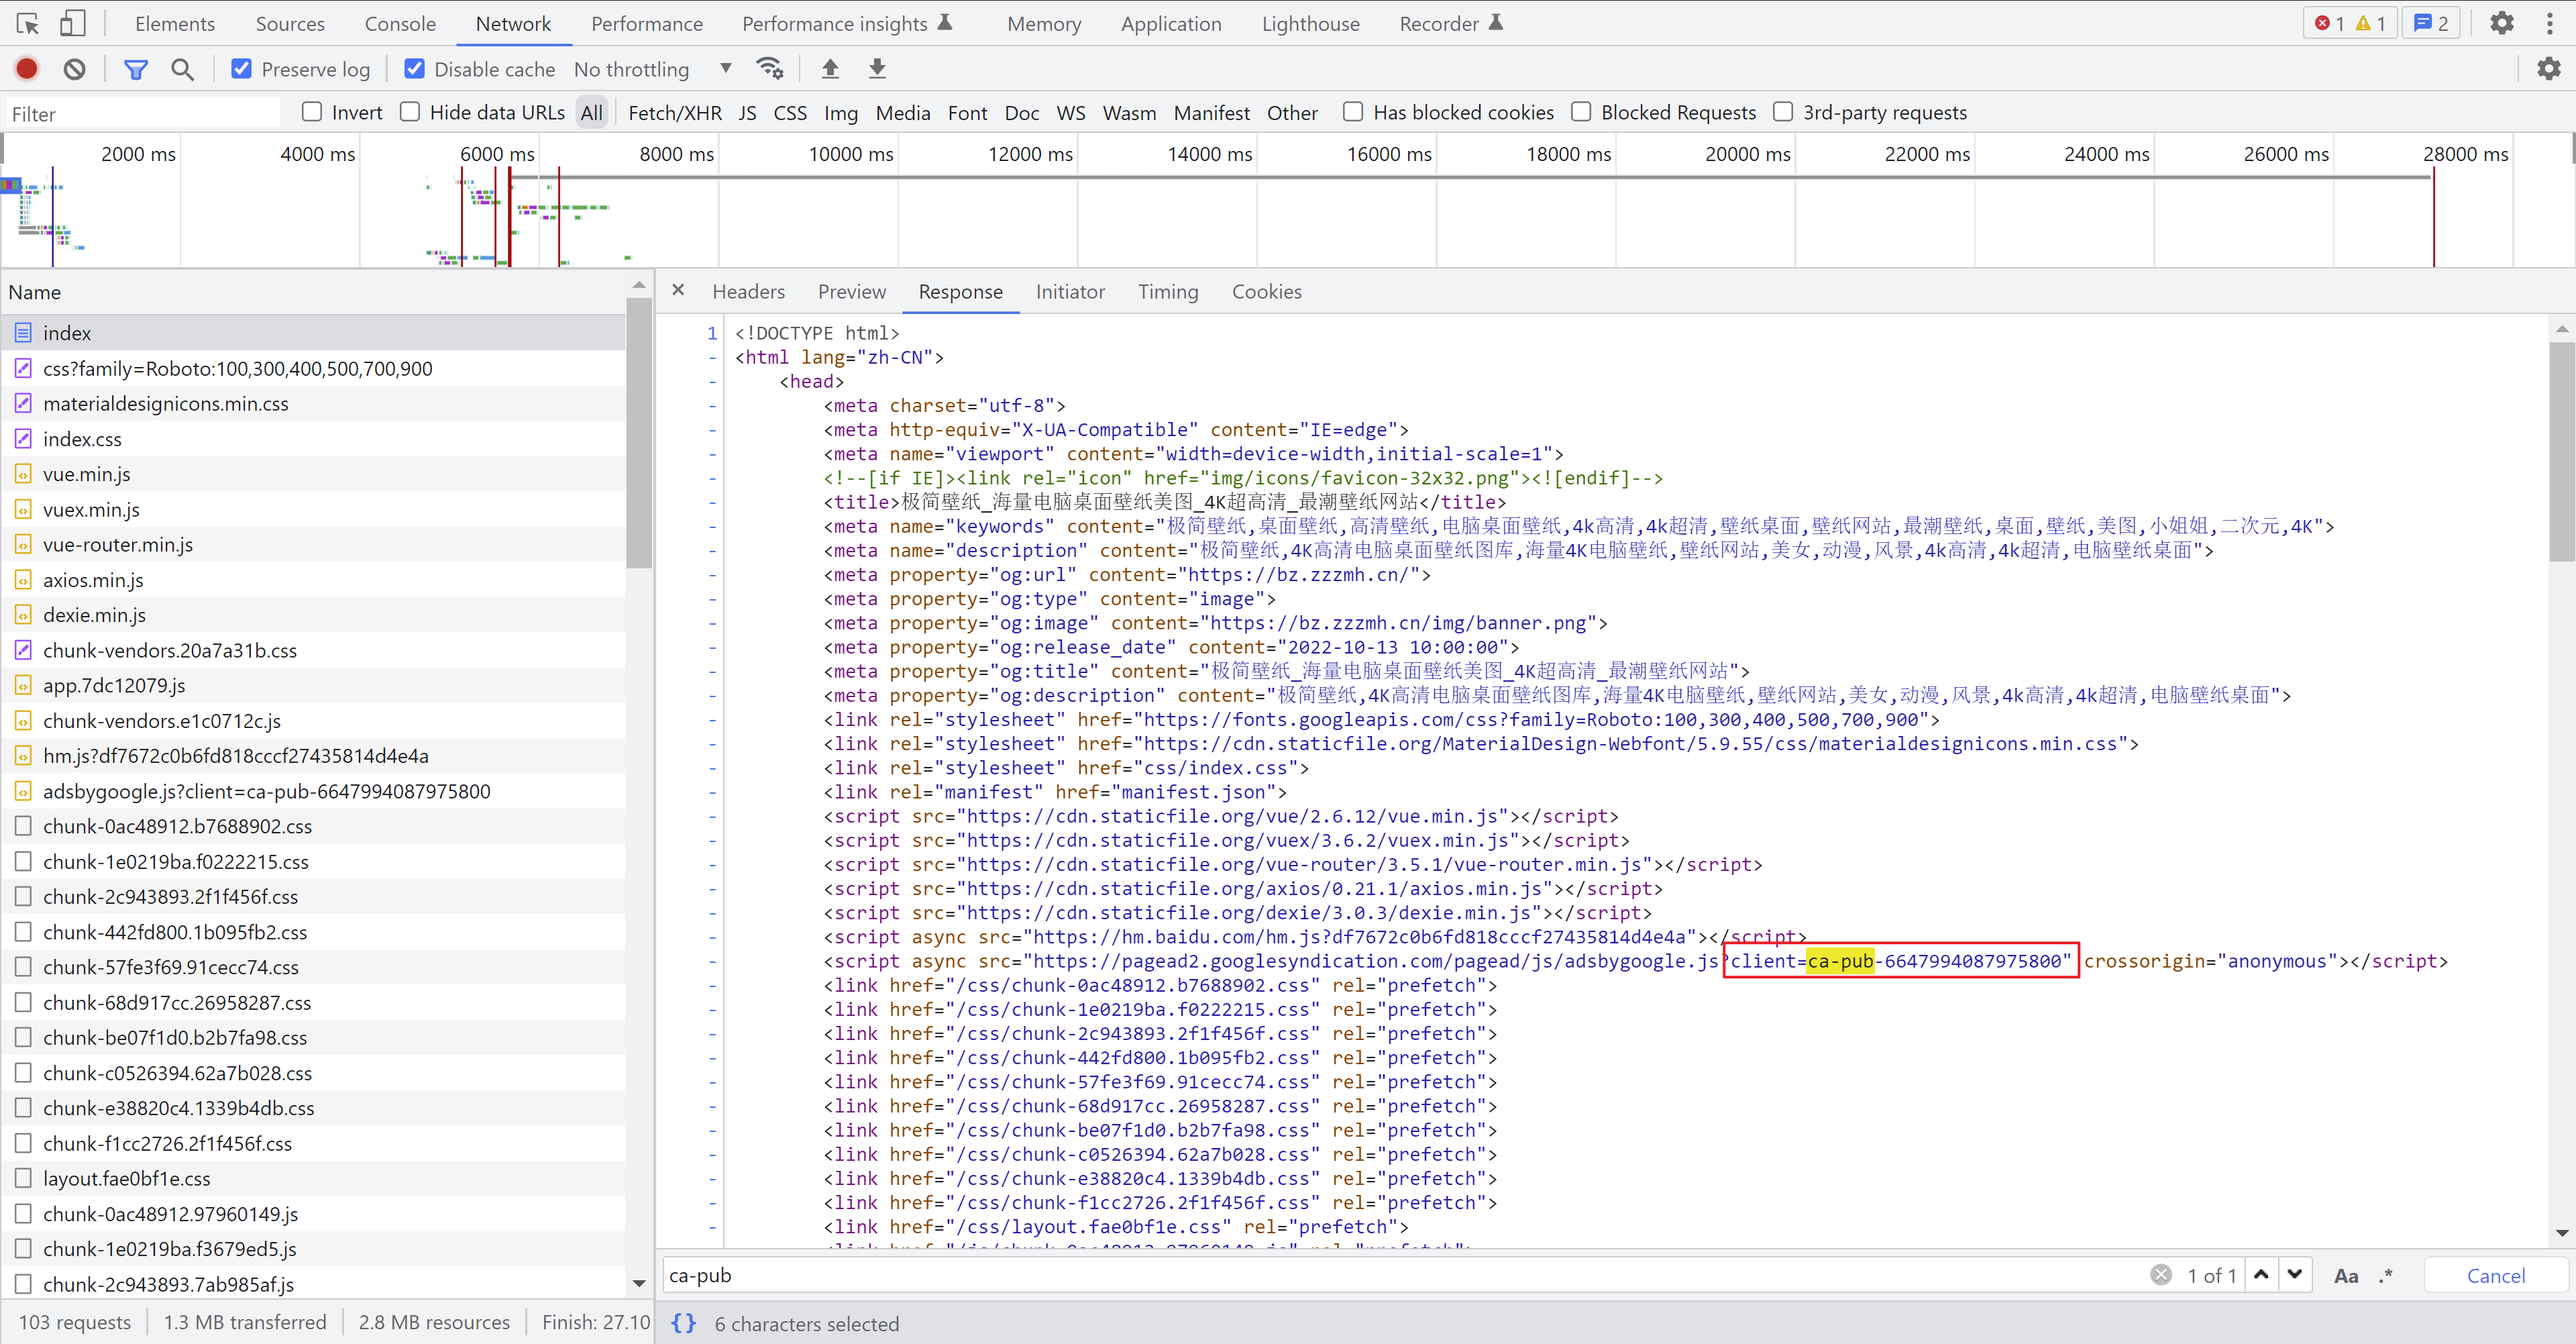 Elements Sources Console Network Performance Performance insights Memory Application Lighthouse Recorder 1 1 2
Preserve log Disable cache No throttling
Filter Invert Hide data URLs All Fetch/XHR JS CSS Img Media Font Doc WS Wasm Manifest Other Has blocked cookies Blocked Requests 3rd-party requests
2000 ms 4000 ms 6000 ms 8000 ms 10000 ms 12000 ms 14000 ms 16000 ms 18000 ms 20000 ms 22000 ms 24000 ms 26000 ms 28000 ms
Name
index
css?family=Roboto:100,300,400,500,700,900
materialdesignicons.min.css
index.css
vue.min.js
vuex.min.js
vue-router.min.js
axios.min.js
dexie.min.js
chunk-vendors.20a7a31b.css
app.7dc12079.js
chunk-vendors.e1c0712c.js
hm.js?df7672c0b6fd818cccf27435814d4e4a
adsbygoogle.js?client=ca-pub-6647994087975800
chunk-0ac48912.b7688902.css
chunk-1e0219ba.f0222215.css
chunk-2c943893.2f1f456f.css
chunk-442fd800.1b095fb2.css
chunk-57fe3f69.91cecc74.css
chunk-68d917cc.26958287.css
chunk-be07f1d0.b2b7fa98.css
chunk-c0526394.62a7b028.css
chunk-e38820c4.1339b4db.css
chunk-f1cc2726.2f1f456f.css
layout.fae0bf1e.css
chunk-0ac48912.97960149.js
chunk-1e0219ba.f3679ed5.js
chunk-2c943893.7ab985af.js
103 requests 1.3 MB transferred 2.8 MB resources Finish: 27.10
Headers Preview Response Initiator Timing Cookies
1 <!DOCTYPE html>
- <html lang="zh-CN">
- <head>
- <meta charset="utf-8">
- <meta http-equiv="X-UA-Compatible" content="IE=edge">
- <meta name="viewport" content="width=device-width,initial-scale=1">
- <!--[if IE]><link rel="icon" href="img/icons/favicon-32x32.png"><![endif]-->
- <title>极简壁纸_海量电脑桌面壁纸美图_4K超高清_最潮壁纸网站</title>
- <meta name="keywords" content="极简壁纸,桌面壁纸,高清壁纸,电脑桌面壁纸,4k高清,4k超清,壁纸桌面,壁纸网站,最潮壁纸,桌面,壁纸,美图,小姐姐,二次元,4K">
- <meta name="description" content="极简壁纸,4K高清电脑桌面壁纸图库,海量4K电脑壁纸,壁纸网站,美女,动漫,风景,4k高清,4k超清,电脑壁纸桌面">
- <meta property="og:url" content="https://bz.zzzmh.cn/">
- <meta property="og:type" content="image">
- <meta property="og:image" content="https://bz.zzzmh.cn/img/banner.png">
- <meta property="og:release_date" content="2022-10-13 10:00:00">
- <meta property="og:title" content="极简壁纸_海量电脑桌面壁纸美图_4K超高清_最潮壁纸网站">
- <meta property="og:description" content="极简壁纸,4K高清电脑桌面壁纸图库,海量4K电脑壁纸,壁纸网站,美女,动漫,风景,4k高清,4k超清,电脑壁纸桌面">
- <link rel="stylesheet" href="https://fonts.googleapis.com/css?family=Roboto:100,300,400,500,700,900">
- <link rel="stylesheet" href="https://cdn.staticfile.org/MaterialDesign-Webfont/5.9.55/css/materialdesignicons.min.css">
- <link rel="stylesheet" href="css/index.css">
- <link rel="manifest" href="manifest.json">
- <script src="https://cdn.staticfile.org/vue/2.6.12/vue.min.js"></script>
- <script src="https://cdn.staticfile.org/vuex/3.6.2/vuex.min.js"></script>
- <script src="https://cdn.staticfile.org/vue-router/3.5.1/vue-router.min.js"></script>
- <script src="https://cdn.staticfile.org/axios/0.21.1/axios.min.js"></script>
- <script src="https://cdn.staticfile.org/dexie/3.0.3/dexie.min.js"></script>
- <script async src="https://hm.baidu.com/hm.js?df7672c0b6fd818cccf27435814d4e4a"></script>
- <script async src="https://pagead2.googlesyndication.com/pagead/js/adsbygoogle.js?client=ca-pub-6647994087975800" crossorigin="anonymous"></script>
- <link href="/css/chunk-0ac48912.b7688902.css" rel="prefetch">
- <link href="/css/chunk-1e0219ba.f0222215.css" rel="prefetch">
- <link href="/css/chunk-2c943893.2f1f456f.css" rel="prefetch">
- <link href="/css/chunk-442fd800.1b095fb2.css" rel="prefetch">
- <link href="/css/chunk-57fe3f69.91cecc74.css" rel="prefetch">
- <link href="/css/chunk-68d917cc.26958287.css" rel="prefetch">
- <link href="/css/chunk-be07f1d0.b2b7fa98.css" rel="prefetch">
- <link href="/css/chunk-c0526394.62a7b028.css" rel="prefetch">
- <link href="/css/chunk-e38820c4.1339b4db.css" rel="prefetch">
- <link href="/css/chunk-f1cc2726.2f1f456f.css" rel="prefetch">
- <link href="/css/layout.fae0bf1e.css" rel="prefetch">
ca-pub 1 of 1 Aa .* Cancel
{} 6 characters selected